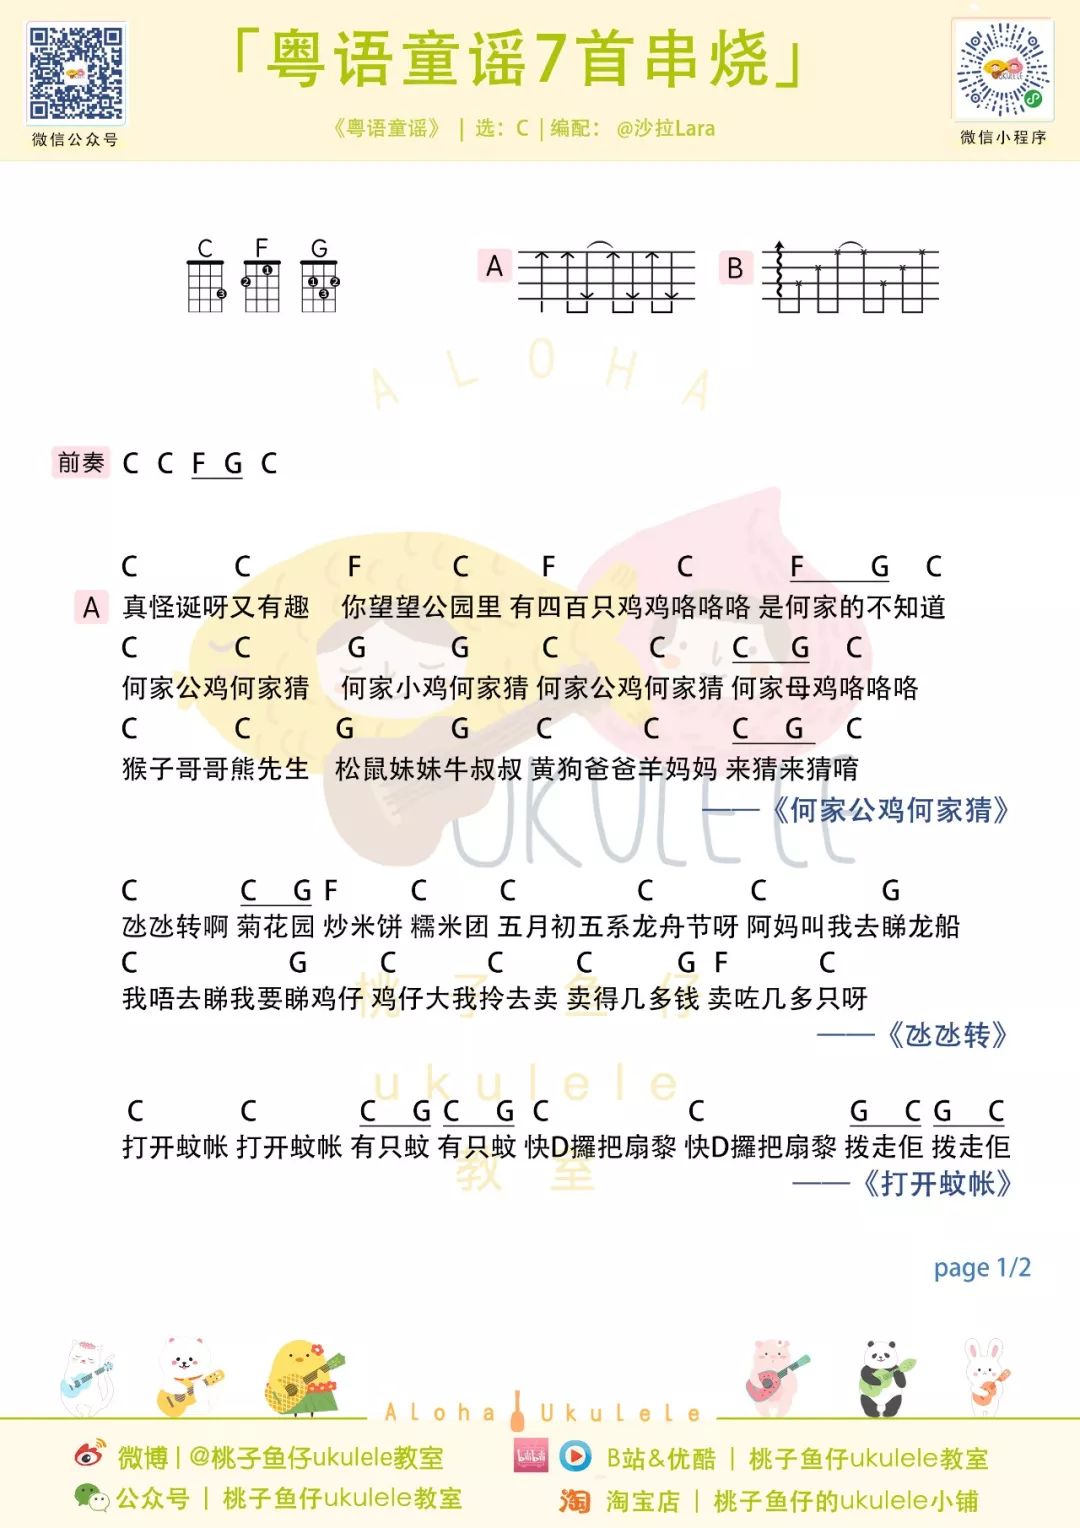 「粤语童谣7首串烧」
微信公众号
《粤语童谣》 | 选：C | 编配： @沙拉Lara
微信小程序
C F G A B
ALOHA
前奏 C C F G C
C C F C F C F G C
A 真怪诞呀又有趣 你望望公园里 有四百只鸡鸡咯咯咯 是何家的不知道
C C G G C C C G C
何家公鸡何家猜 何家小鸡何家猜 何家公鸡何家猜 何家母鸡咯咯咯
C C G G C C C G C
猴子哥哥熊先生 松鼠妹妹牛叔叔 黄狗爸爸羊妈妈 来猜来猜唷
——《何家公鸡何家猜》
UKULELE
C C G F C C C C G
氹氹转啊 菊花园 炒米饼 糯米团 五月初五系龙舟节呀 阿妈叫我去睇龙船
C G C C C G F C
我唔去睇我要睇鸡仔 鸡仔大我拎去卖 卖得几多钱 卖咗几多只呀
桃子鱼仔
——《氹氹转》
ukulele
C C C G C G C C G C G C
打开蚊帐 打开蚊帐 有只蚊 有只蚊 快D攞把扇黎 快D攞把扇黎 拨走佢 拨走佢
教室
——《打开蚊帐》
page 1/2
Aloha Ukulele
微博 | @桃子鱼仔ukulele教室
bilibili B站&优酷 | 桃子鱼仔ukulele教室
公众号 | 桃子鱼仔ukulele教室
淘 淘宝店 | 桃子鱼仔的ukulele小铺